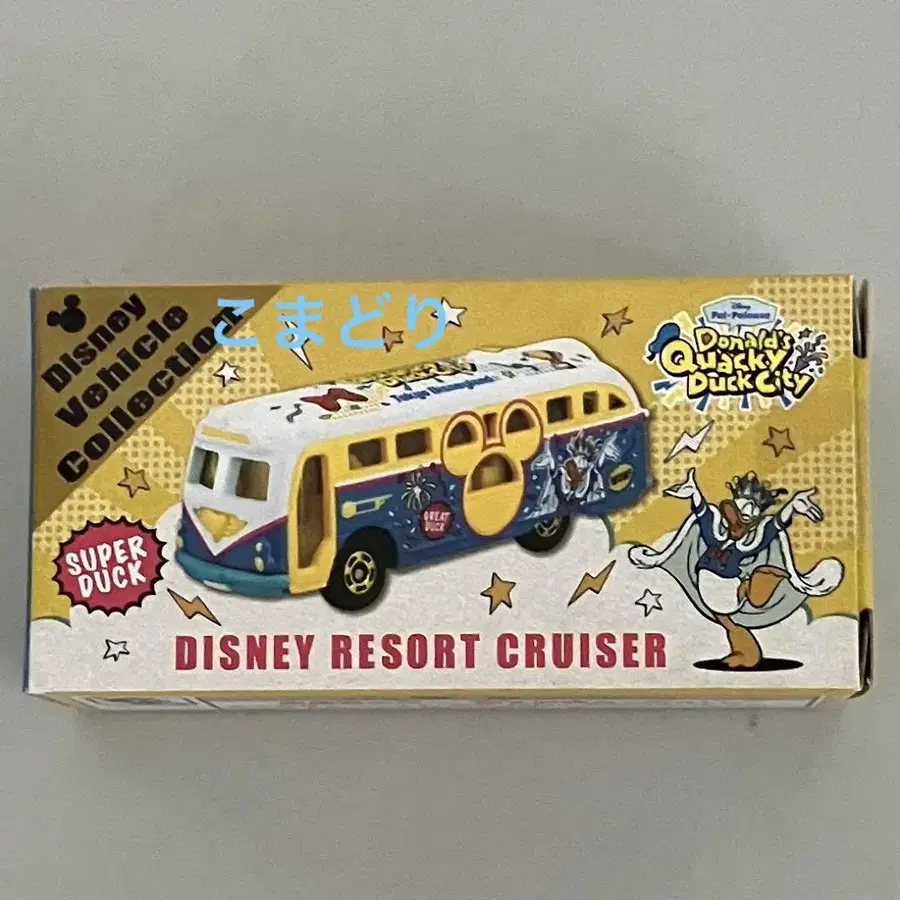 Disney
Vehicle
Collection
こまどり
Disney
Pal-Palooza
Donald's
Quacky
Duck City
Tokyo Disneyland
GREAT
DUCK
SUPER
DUCK
DISNEY RESORT CRUISER